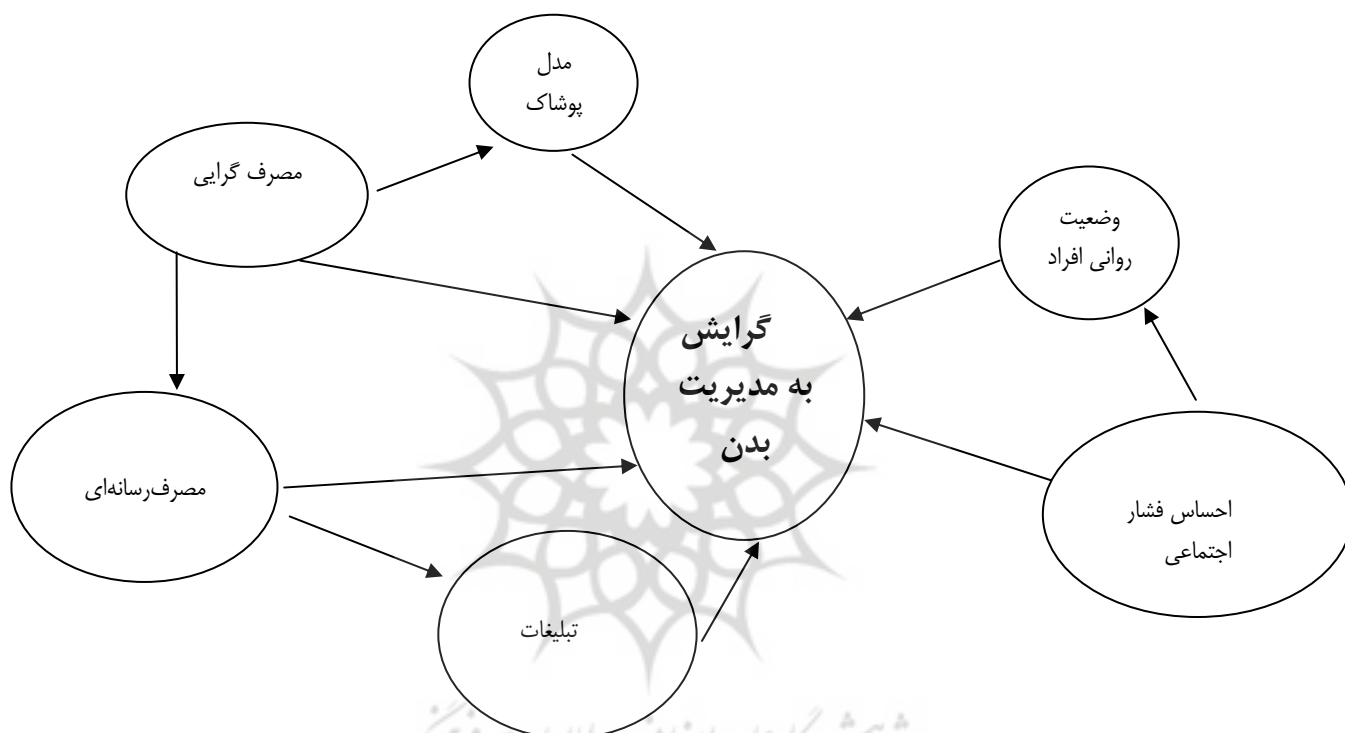 مدل
پوشاک
مصرف گرایی
وضعیت
روانی افراد
گرایش
به مدیریت
بدن
مصرف‌رسانه‌ای
احساس فشار
اجتماعی
تبلیغات